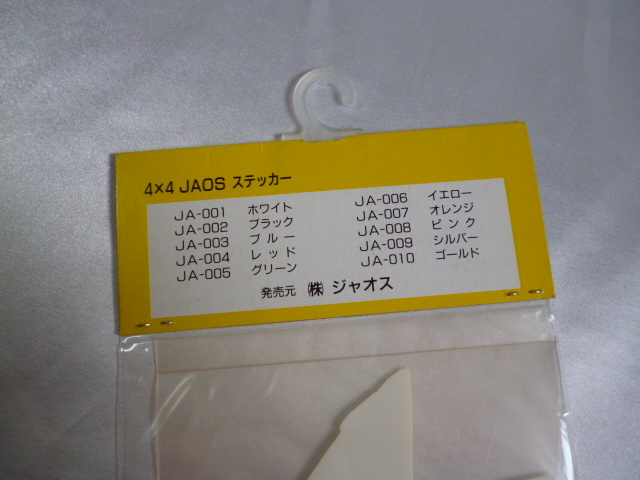 4×4 JAOS ステッカー
JA-001 ホワイト
JA-002 ブラック
JA-003 ブルー
JA-004 レッド
JA-005 グリーン
JA-006 イエロー
JA-007 オレンジ
JA-008 ピンク
JA-009 シルバー
JA-010 ゴールド
発売元 ㈱ ジャオス